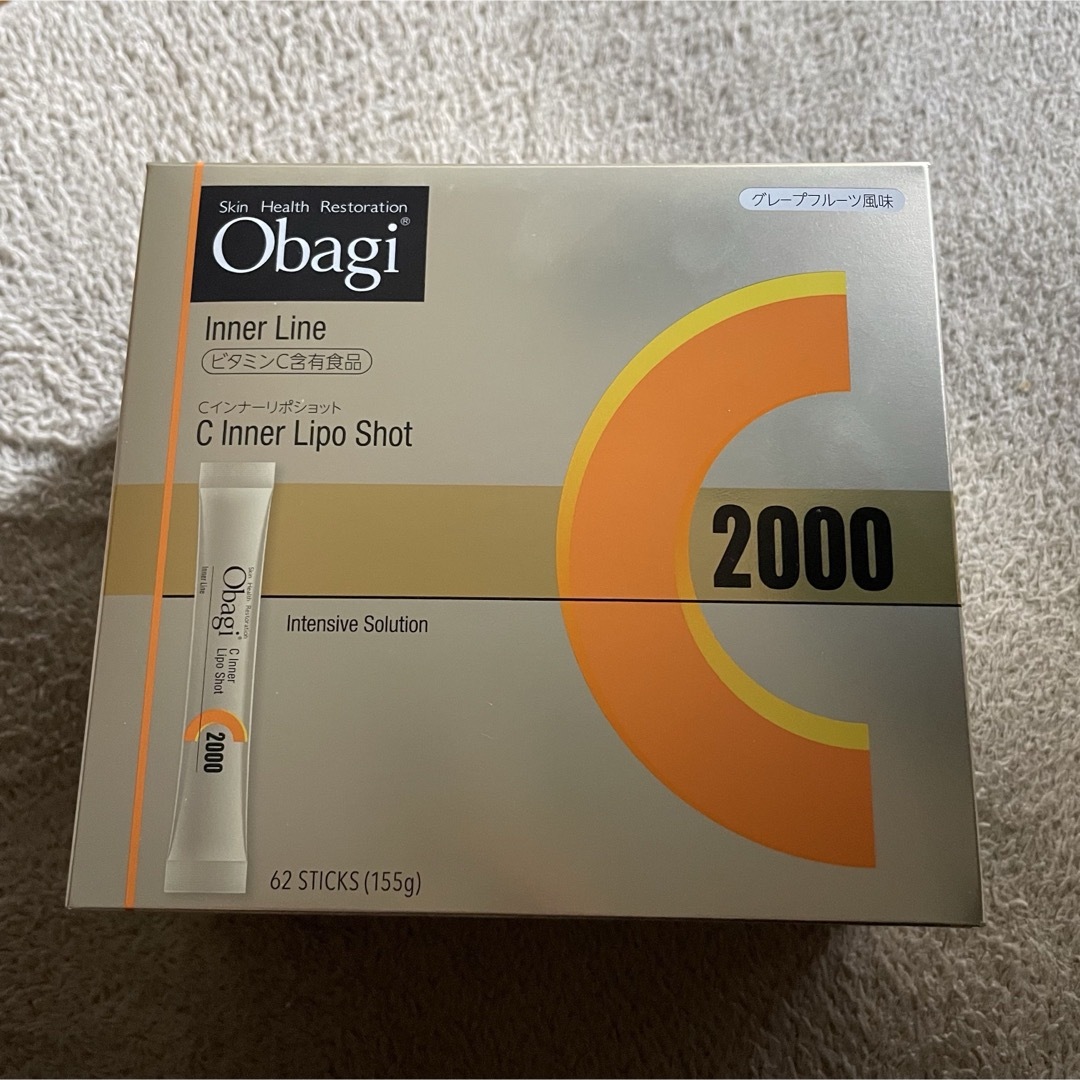 Skin Health Restoration
Obagi®
グレープフルーツ風味
Inner Line
ビタミンC含有食品
Cインナーリポショット
C Inner Lipo Shot
2000
Intensive Solution
Skin Health Restoration
Obagi®
Inner Line
C Inner
Lipo Shot
2000
62 STICKS (155g)